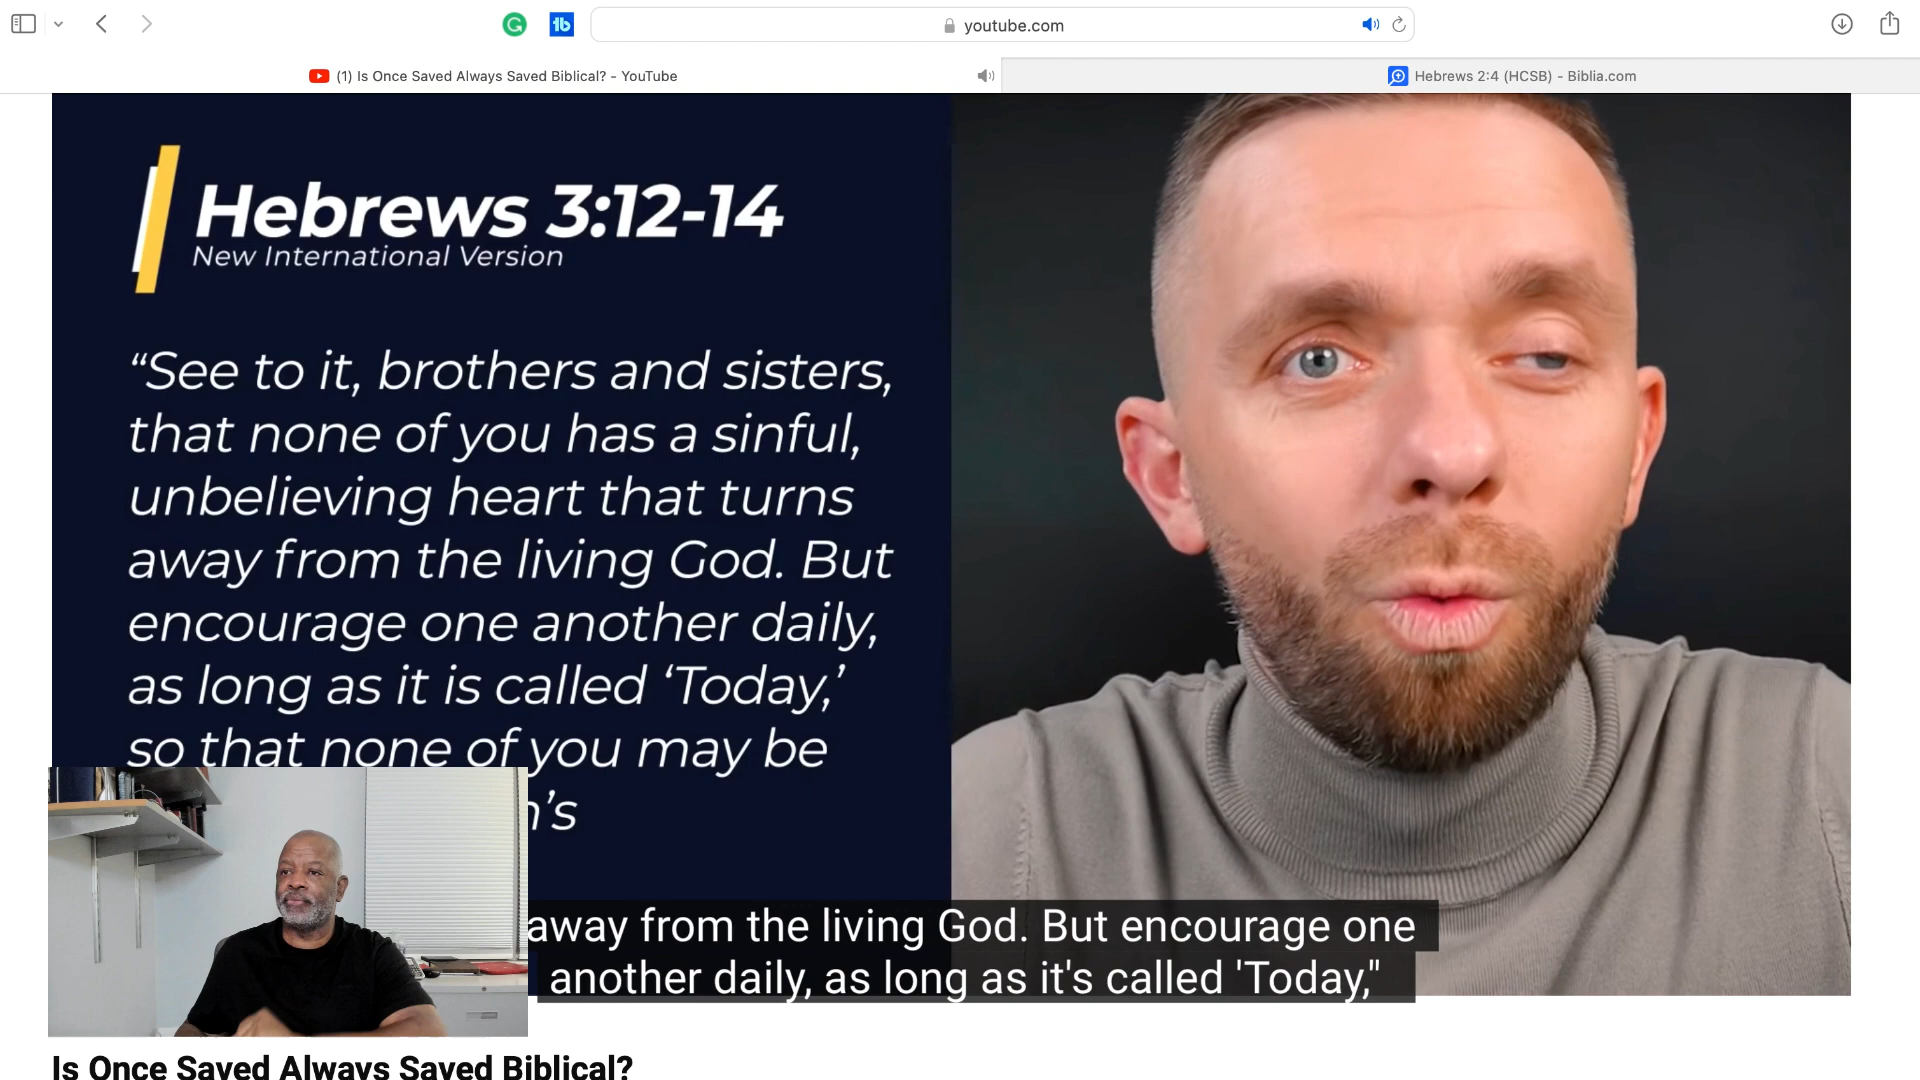 youtube.com
(1) Is Once Saved Always Saved Biblical? - YouTube
Hebrews 2:4 (HCSB) - Biblia.com
Hebrews 3:12-14
New International Version
“See to it, brothers and sisters,
that none of you has a sinful,
unbelieving heart that turns
away from the living God. But
encourage one another daily,
as long as it is called ‘Today,’
so that none of you may be
n’s
away from the living God. But encourage one
another daily, as long as it's called 'Today,"
Is Once Saved Always Saved Biblical?